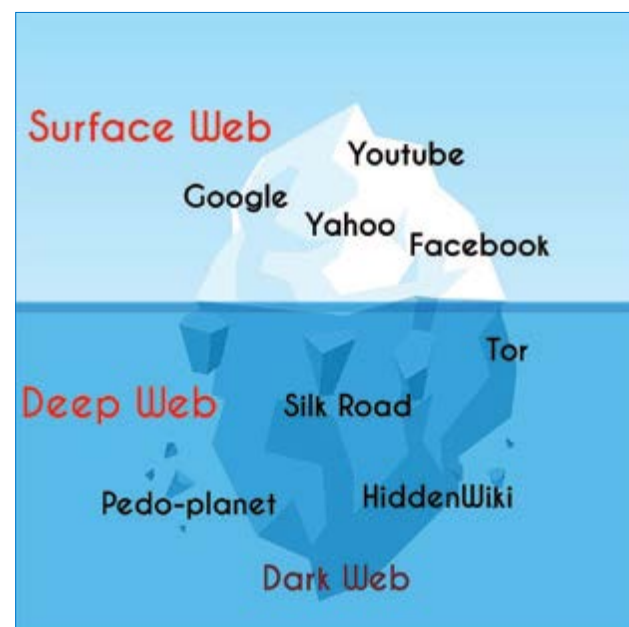 Surface Web
Youtube
Google
Yahoo
Facebook
Tor
Deep Web
Silk Road
Pedo-planet
HiddenWiki
Dark Web